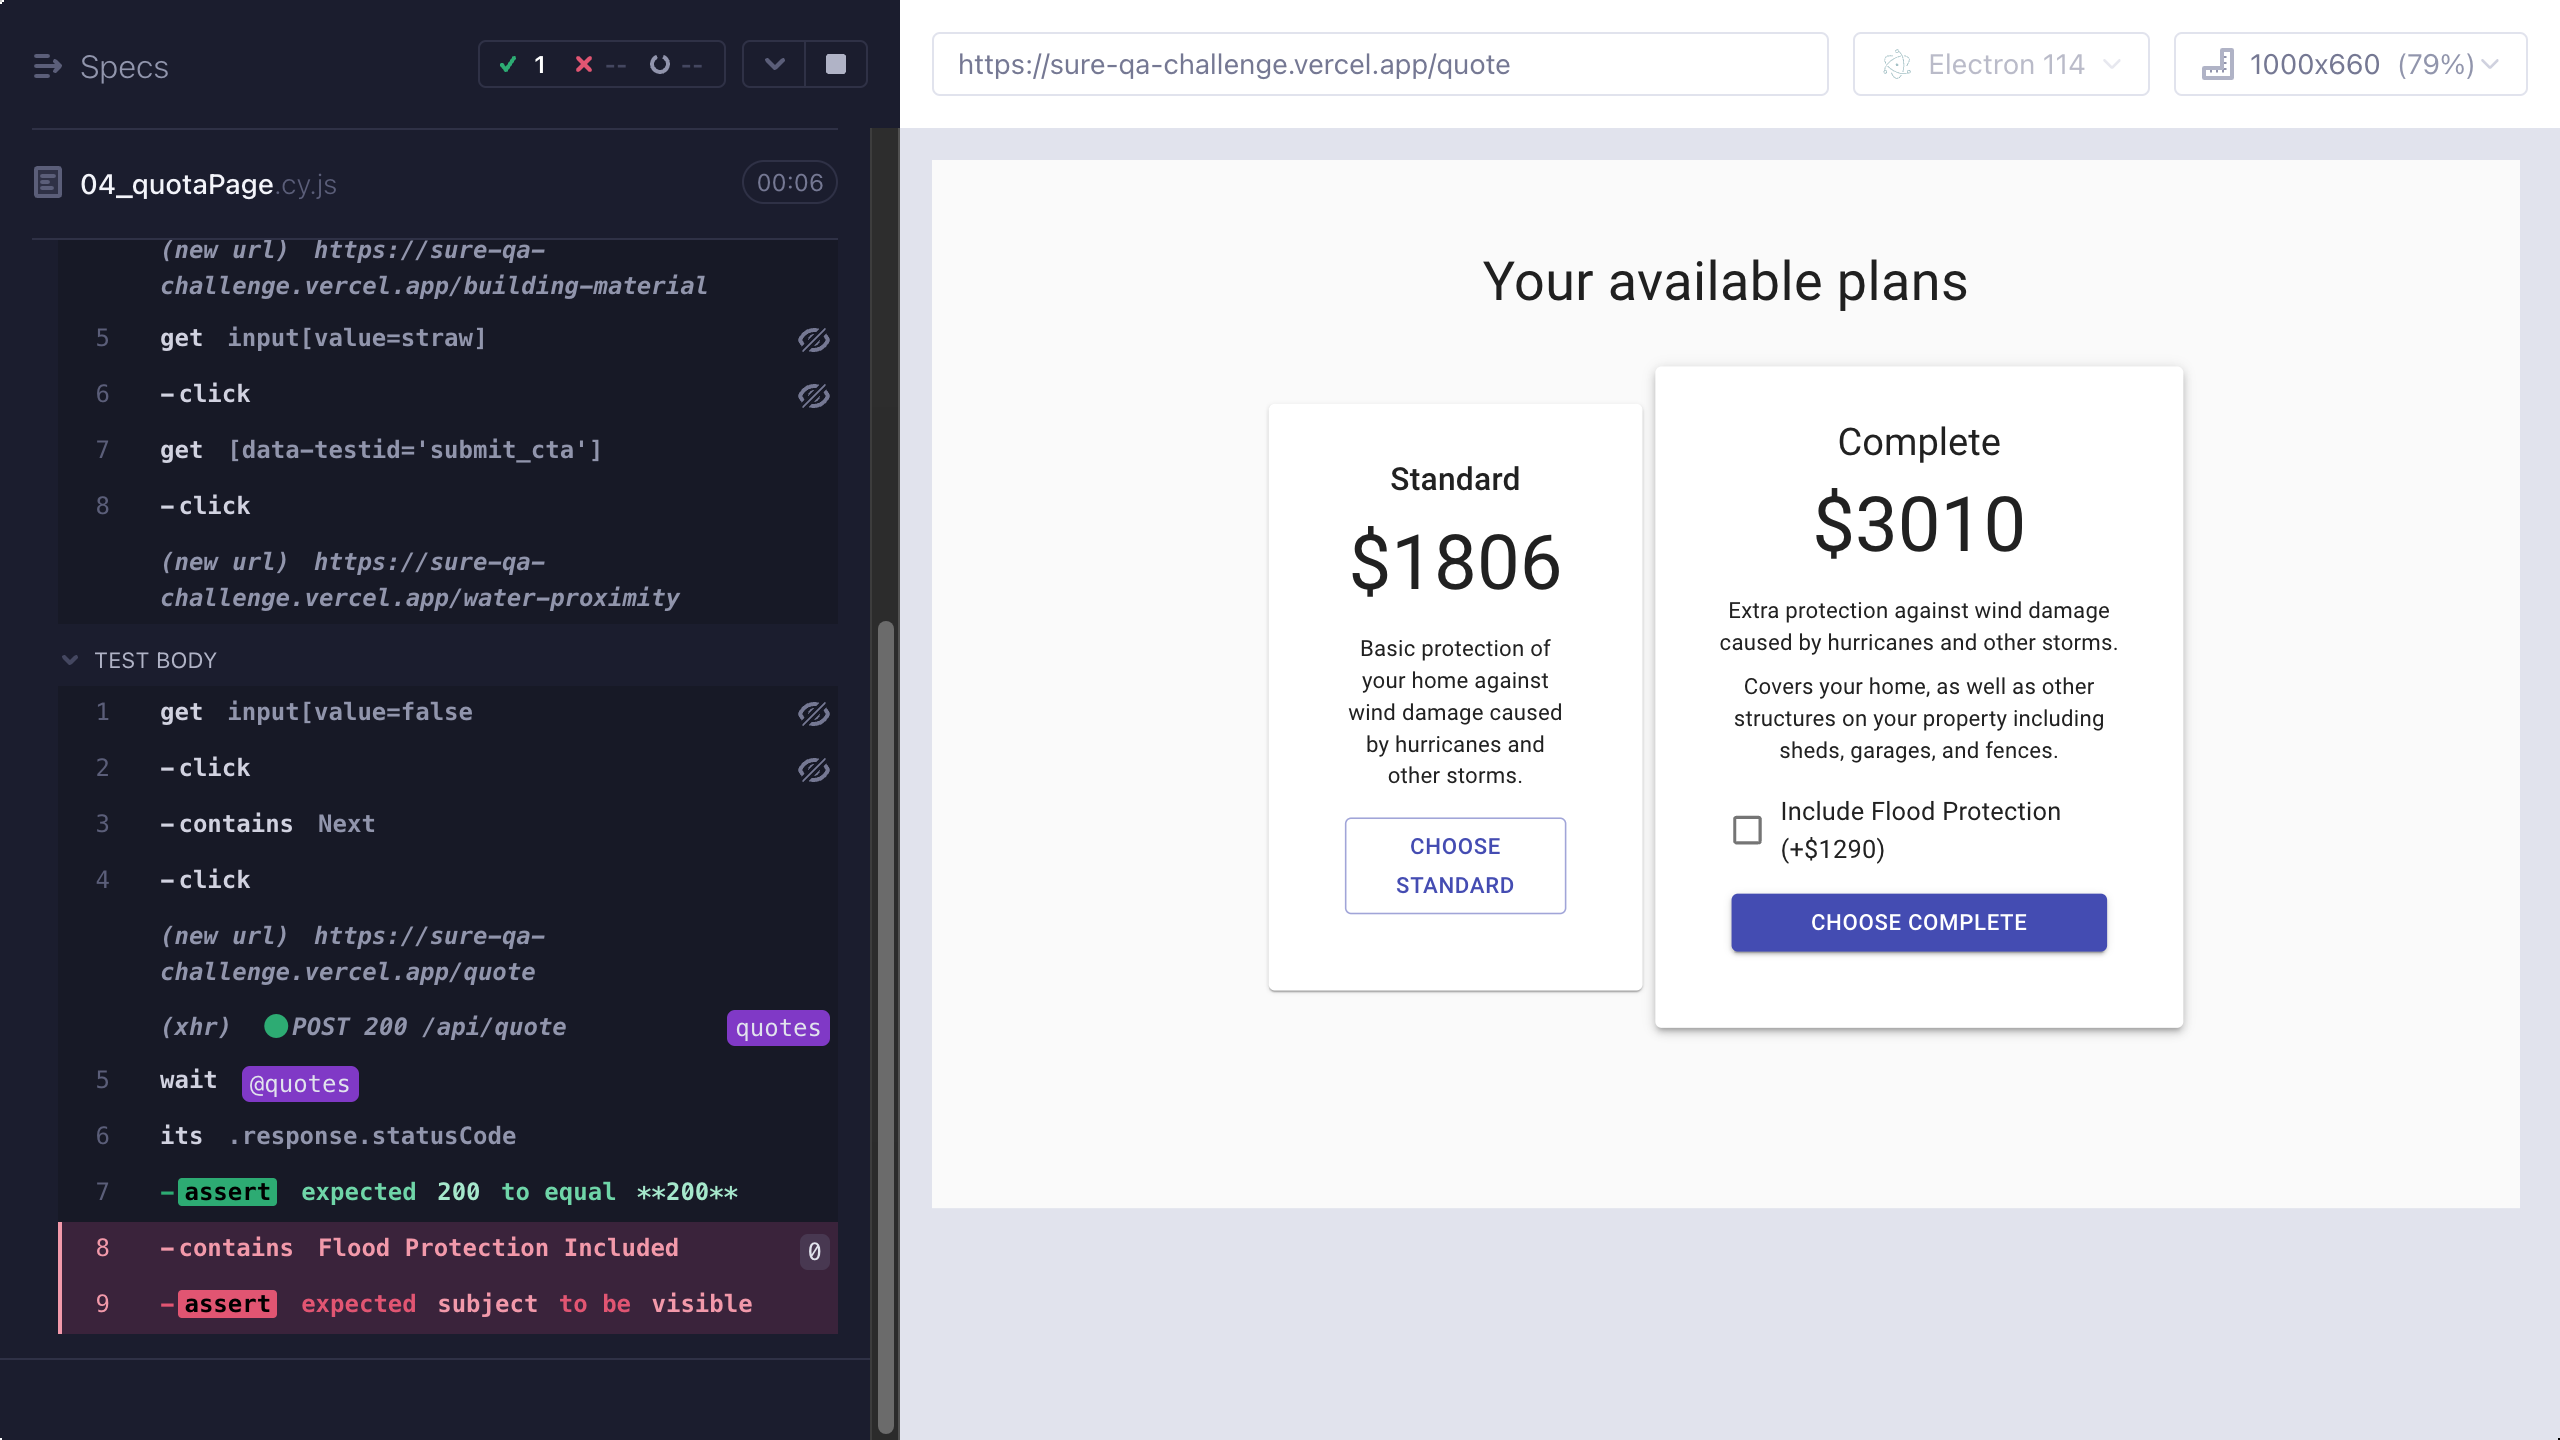 Specs
1 -- --
04_quotaPage.cy.js 00:06
(new url) https://sure-qa-
challenge.vercel.app/building-material
5 get input[value=straw]
6 -click
7 get [data-testid='submit_cta']
8 -click
(new url) https://sure-qa-
challenge.vercel.app/water-proximity
TEST BODY
1 get input[value=false
2 -click
3 -contains Next
4 -click
(new url) https://sure-qa-
challenge.vercel.app/quote
(xhr) POST 200 /api/quote quotes
5 wait @quotes
6 its .response.statusCode
7 -assert expected 200 to equal **200**
8 -contains Flood Protection Included 0
9 -assert expected subject to be visible
https://sure-qa-challenge.vercel.app/quote
Electron 114
1000x660 (79%)
Your available plans
Standard
$1806
Basic protection of
your home against
wind damage caused
by hurricanes and
other storms.
CHOOSE
STANDARD
Complete
$3010
Extra protection against wind damage
caused by hurricanes and other storms.
Covers your home, as well as other
structures on your property including
sheds, garages, and fences.
Include Flood Protection
(+$1290)
CHOOSE COMPLETE